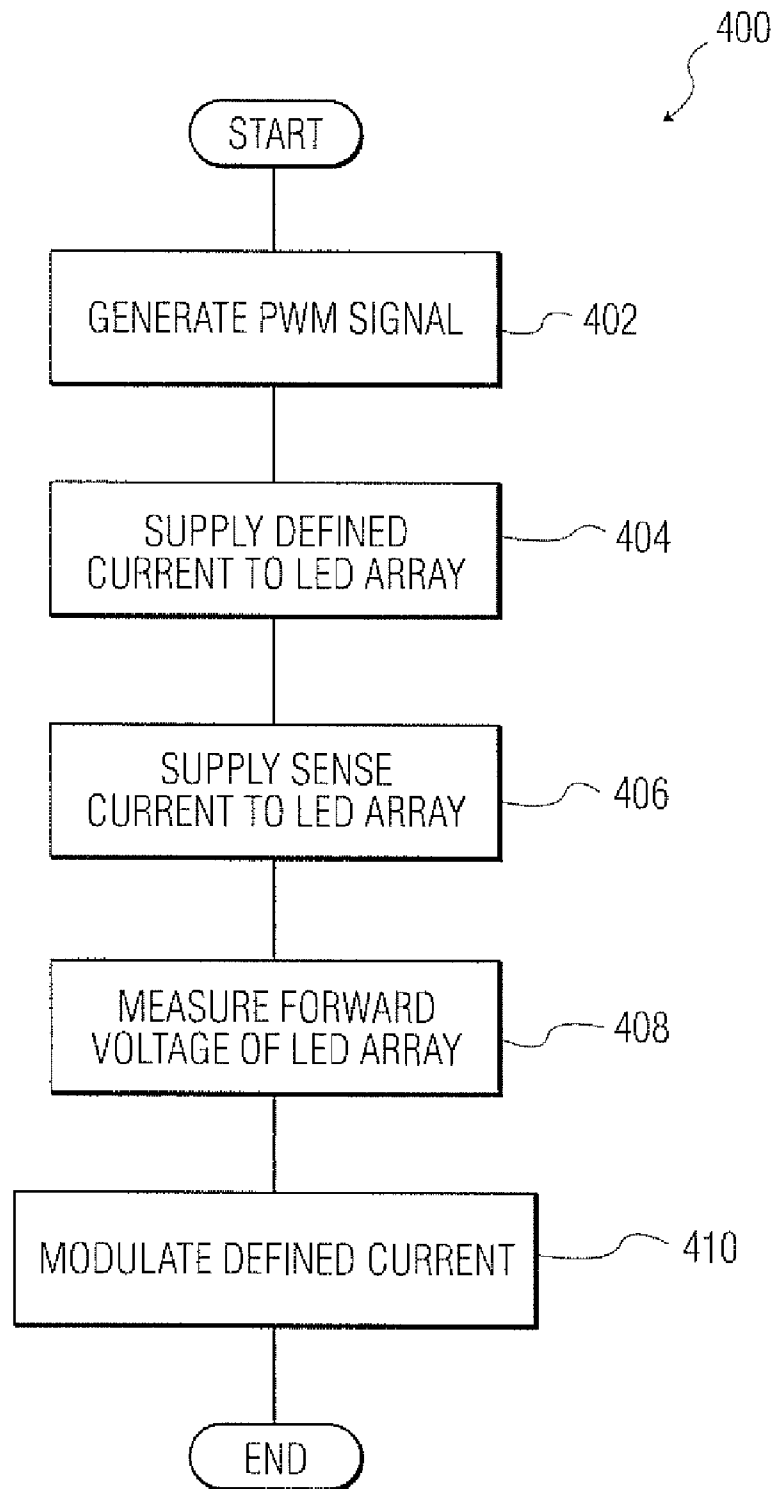 400
START
GENERATE PWM SIGNAL
402
SUPPLY DEFINED
CURRENT TO LED ARRAY
404
SUPPLY SENSE
CURRENT TO LED ARRAY
406
MEASURE FORWARD
VOLTAGE OF LED ARRAY
408
MODULATE DEFINED CURRENT
410
END